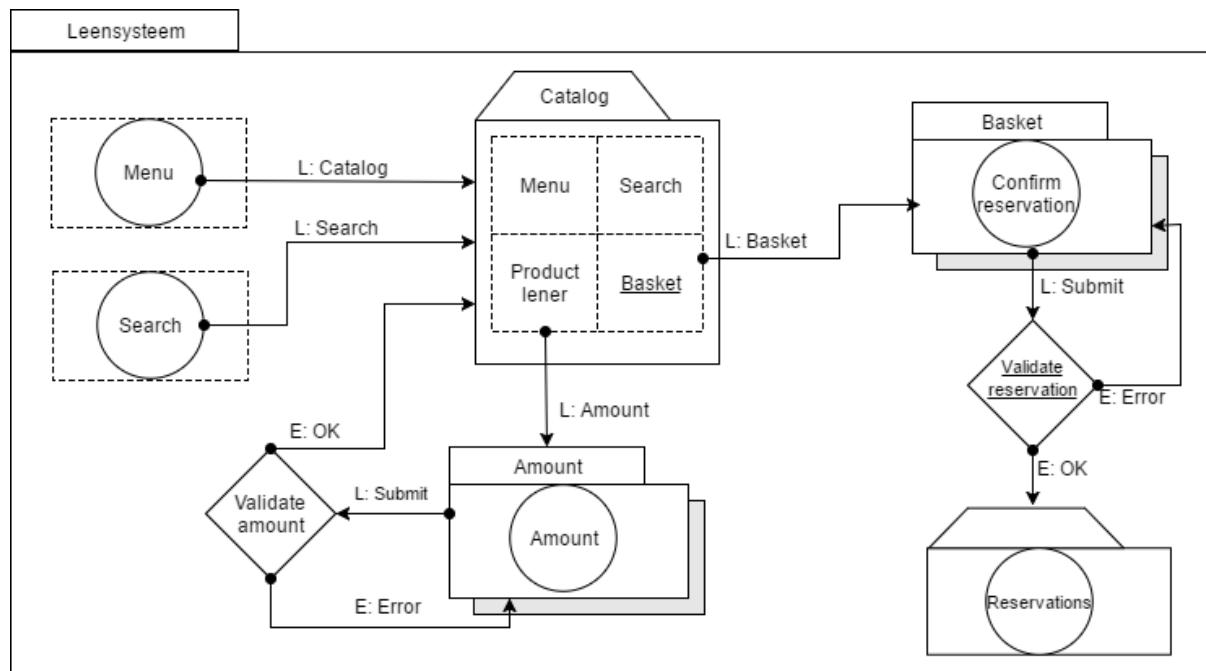 Leensysteem
Catalog
Basket
Menu
L: Catalog
Menu
Search
Confirm
reservation
L: Search
L: Basket
Search
Product
lener
Basket
L: Submit
Validate
reservation
E: Error
L: Amount
E: OK
Amount
E: OK
L: Submit
Validate
amount
Amount
E: Error
Reservations